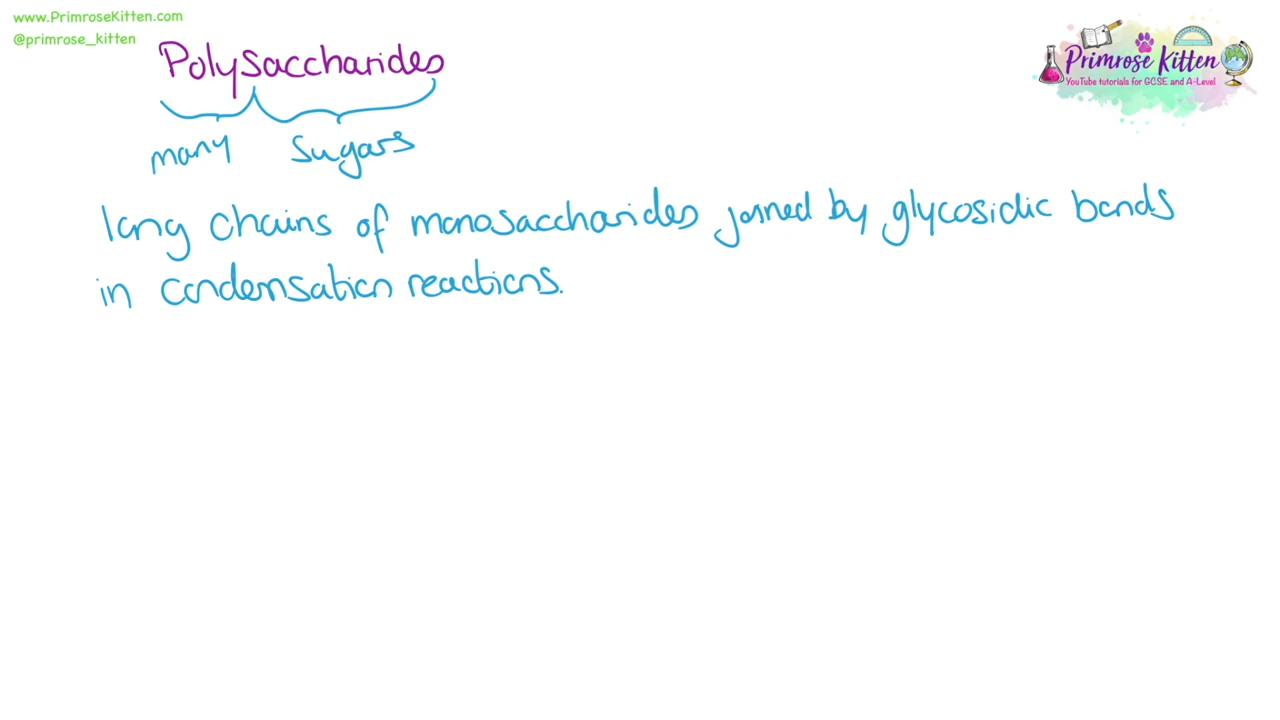 www.PrimroseKitten.com
@primrose_kitten
Primrose Kitten
YouTube tutorials for GCSE and A-Level
Polysaccharides
many sugars
long chains of monosaccharides joined by glycosidic bonds
in condensation reactions.